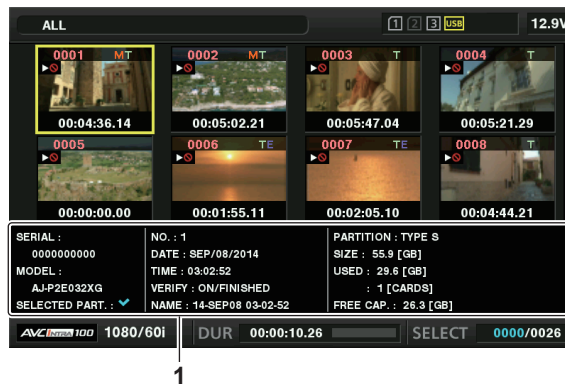 ALL 1 2 3 USB 12.9V
0001 MT 0002 MT 0003 T 0004 T
00:04:36.14 00:05:02.21 00:05:47.04 00:05:21.29
0005 0006 TE 0007 TE 0008 T
00:00:00.00 00:01:55.11 00:02:05.10 00:04:44.21
SERIAL :
0000000000
MODEL :
AJ-P2E032XG
SELECTED PART. :
NO. : 1
DATE : SEP/08/2014
TIME : 03:02:52
VERIFY : ON/FINISHED
NAME : 14-SEP08 03-02-52
PARTITION : TYPE S
SIZE : 55.9 [GB]
USED : 29.6 [GB]
: 1 [CARDS]
FREE CAP. : 26.3 [GB]
AVC INTRA 100 1080/60i DUR 00:00:10.26 SELECT 0000/0026
1